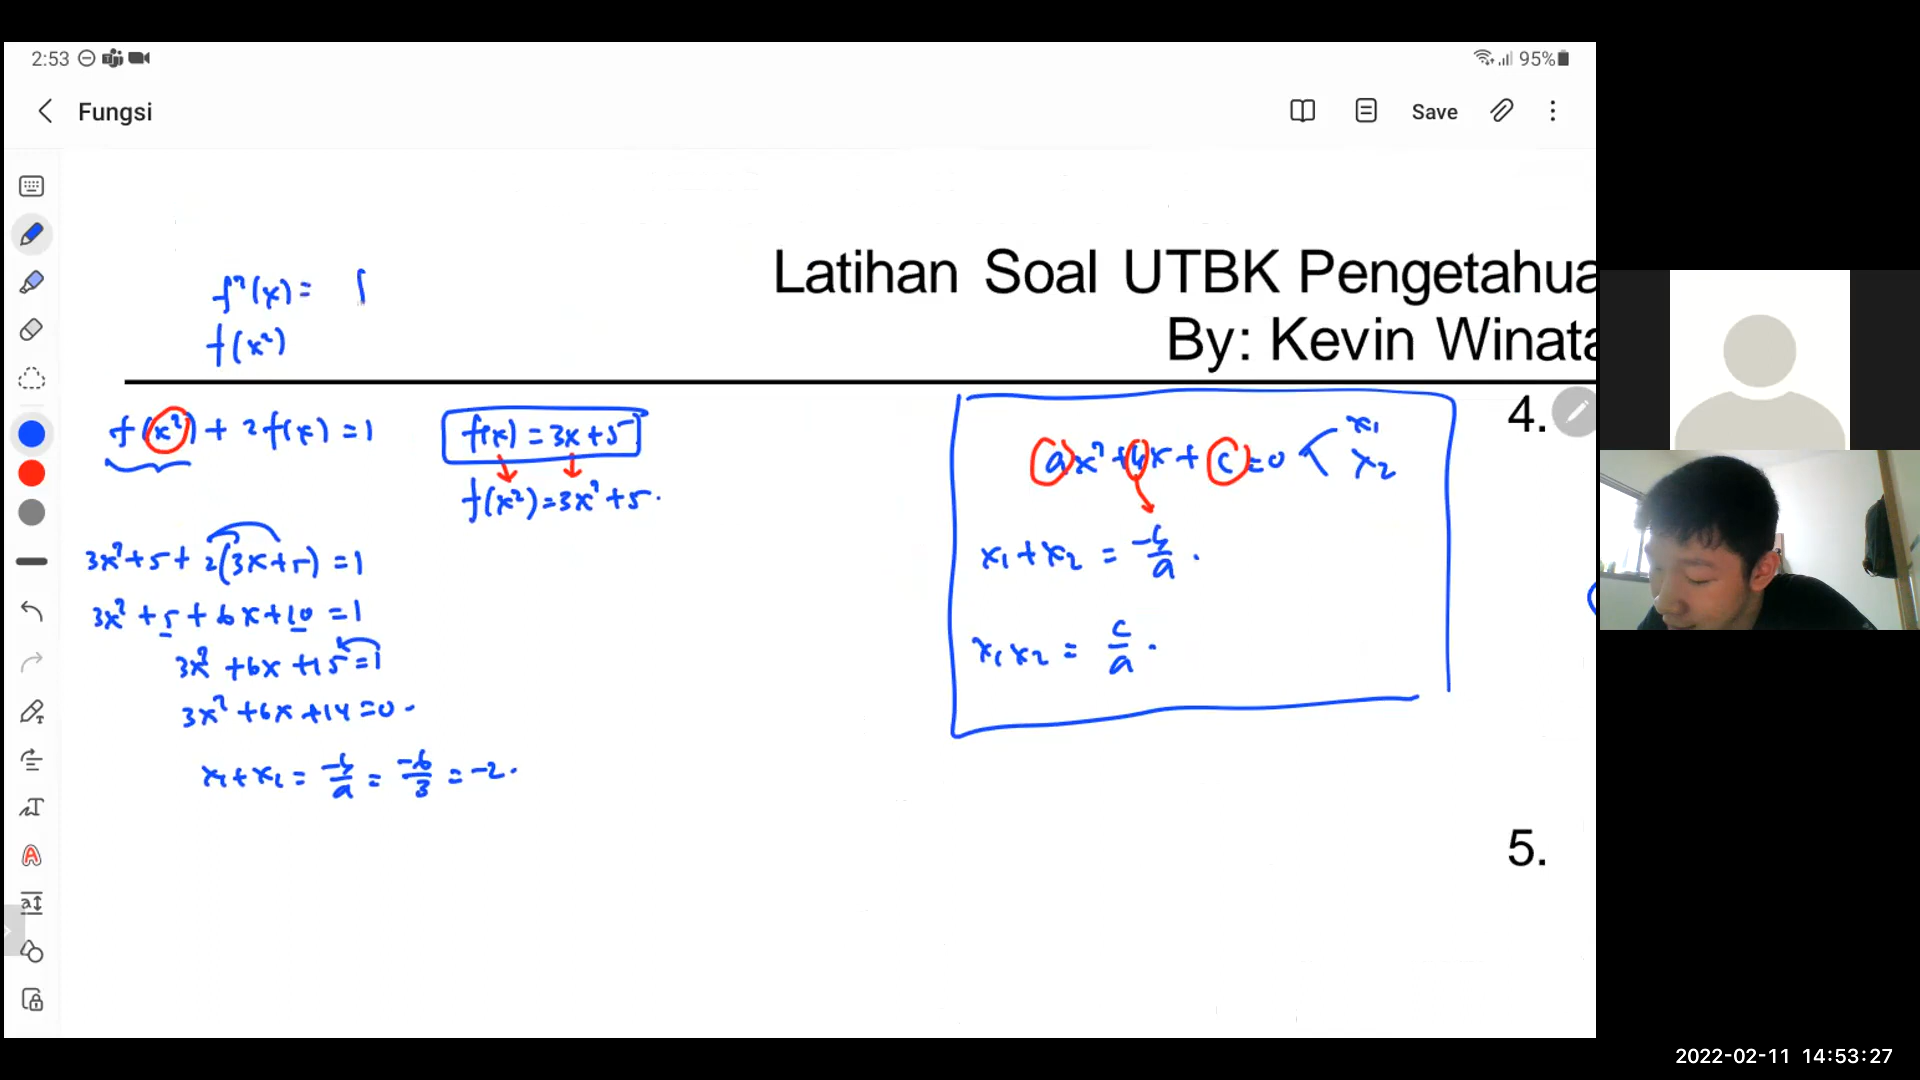 2:53
95%
Fungsi
Save
Latihan Soal UTBK Pengetahua
By: Kevin Winata
f²(x) =
f(x²)
f(x²) + 2f(x) = 1
f(x) = 3x+5
f(x²) = 3x² + 5.
3x² + 5 + 2(3x+5) = 1
3x² + 5 + 6x + 10 = 1
3x² + 6x + 15 = 1
3x² + 6x + 14 = 0.
x₁ + x₂ = -b/a = -6/3 = -2.
ax² + bx + c = 0 < x₁ x₂
x₁ + x₂ = -b/a.
x₁ x₂ = c/a.
4.
5.
2022-02-11 14:53:27